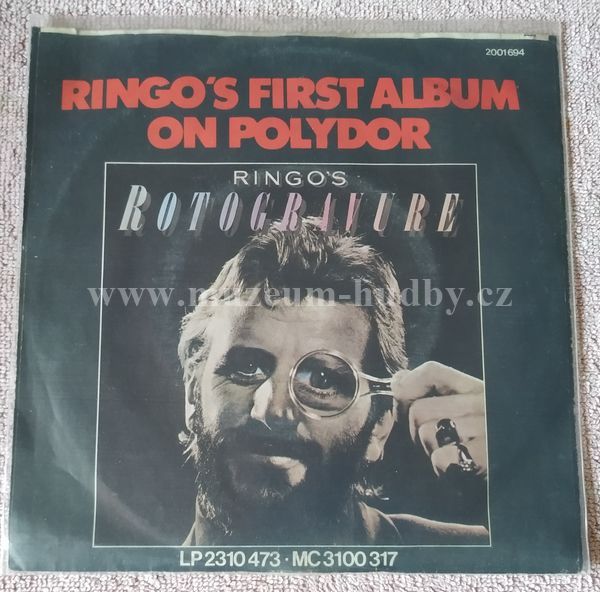 2001694
RINGO'S FIRST ALBUM
ON POLYDOR
RINGO'S
ROTOGRAVURE
www.muzeum-hudby.cz
LP 2310 473 · MC 3100 317